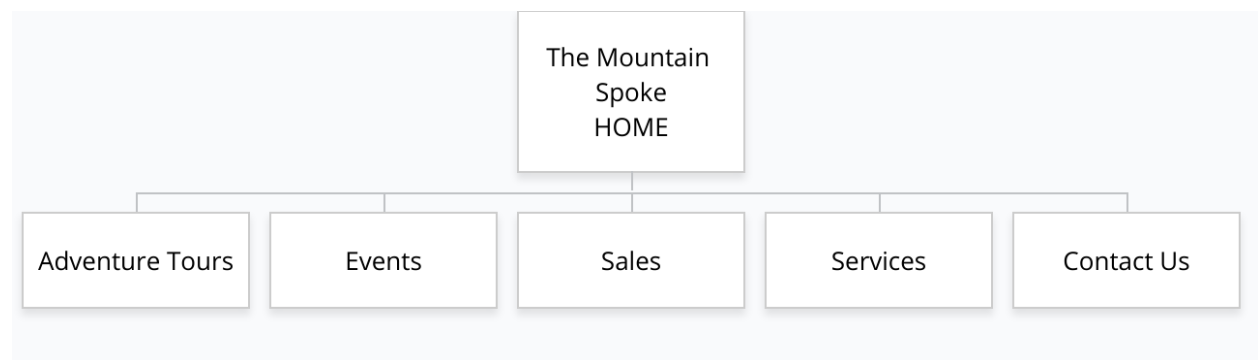 The Mountain
Spoke
HOME
Adventure Tours
Events
Sales
Services
Contact Us